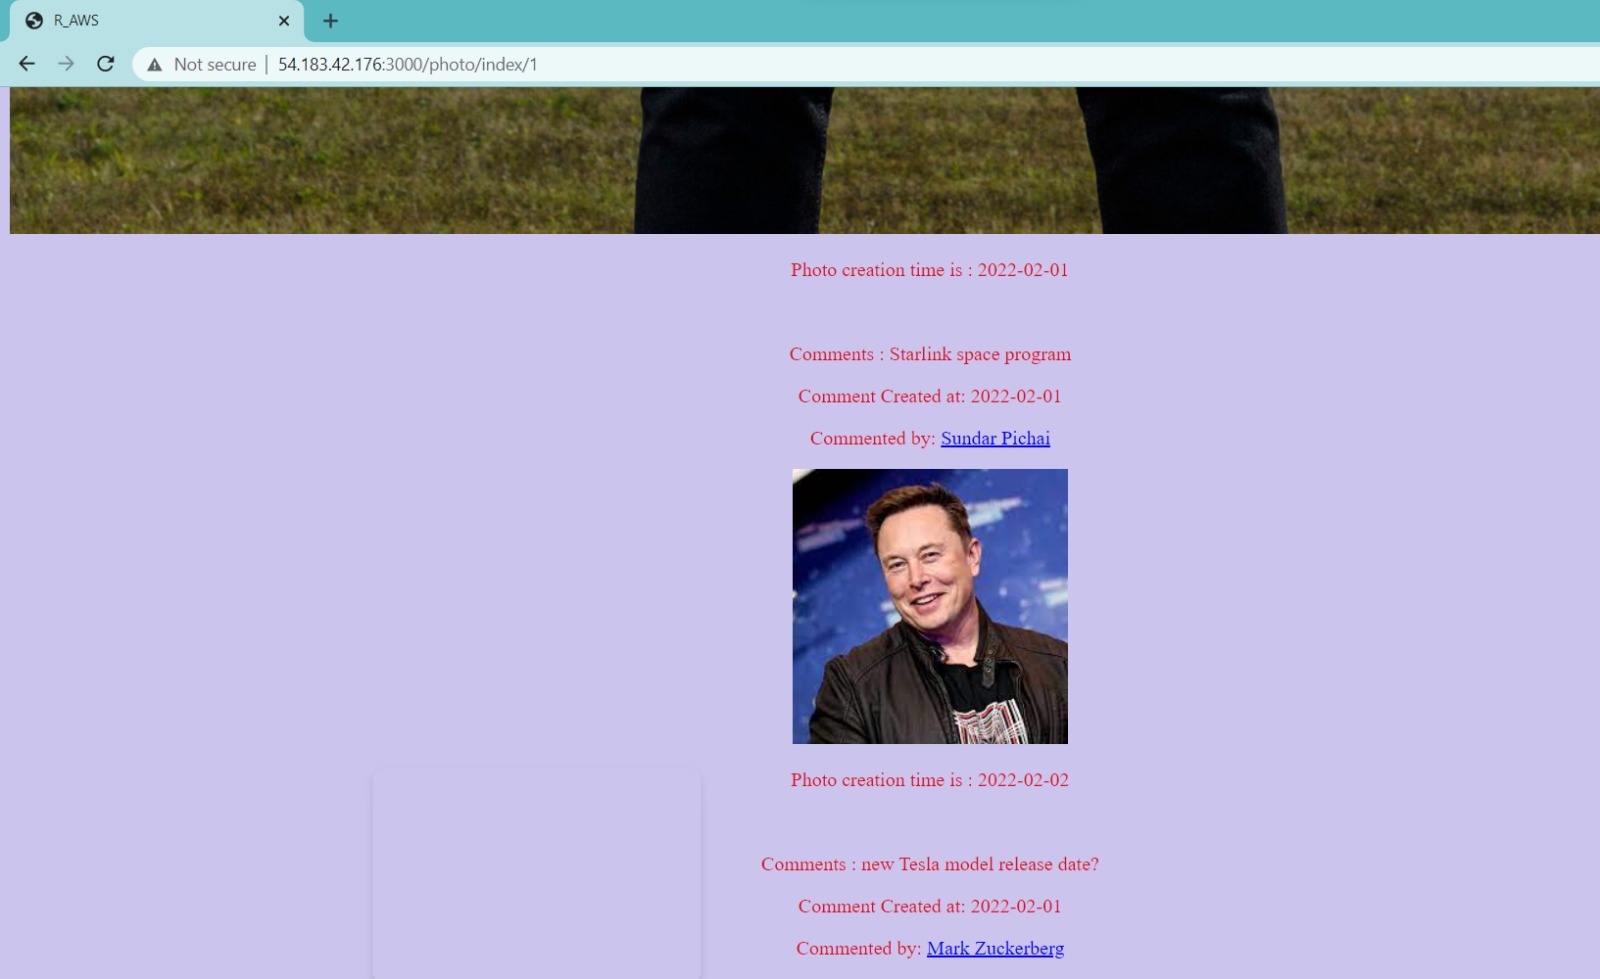 R_AWS
Not secure | 54.183.42.176:3000/photo/index/1
Photo creation time is : 2022-02-01
Comments : Starlink space program
Comment Created at: 2022-02-01
Commented by: Sundar Pichai
Photo creation time is : 2022-02-02
Comments : new Tesla model release date?
Comment Created at: 2022-02-01
Commented by: Mark Zuckerberg